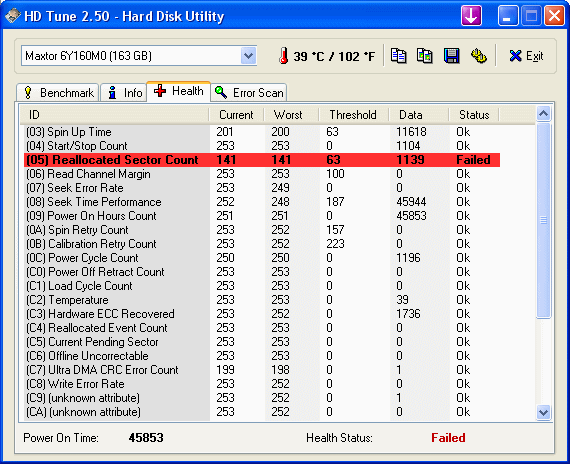 HD Tune 2.50 - Hard Disk Utility
Maxtor 6Y160M0 (163 GB) 39 °C / 102 °F Exit
Benchmark Info Health Error Scan
ID Current Worst Threshold Data Status
(03) Spin Up Time 201 200 63 11618 Ok
(04) Start/Stop Count 253 253 0 1104 Ok
(05) Reallocated Sector Count 141 141 63 1139 Failed
(06) Read Channel Margin 253 253 100 0 Ok
(07) Seek Error Rate 253 249 0 0 Ok
(08) Seek Time Performance 252 248 187 45944 Ok
(09) Power On Hours Count 251 251 0 45853 Ok
(0A) Spin Retry Count 253 252 157 0 Ok
(0B) Calibration Retry Count 253 252 223 0 Ok
(0C) Power Cycle Count 250 250 0 1196 Ok
(C0) Power Off Retract Count 253 253 0 0 Ok
(C1) Load Cycle Count 253 253 0 0 Ok
(C2) Temperature 253 253 0 39 Ok
(C3) Hardware ECC Recovered 253 252 0 1736 Ok
(C4) Reallocated Event Count 253 253 0 0 Ok
(C5) Current Pending Sector 253 253 0 0 Ok
(C6) Offline Uncorrectable 253 253 0 0 Ok
(C7) Ultra DMA CRC Error Count 199 198 0 1 Ok
(C8) Write Error Rate 253 252 0 0 Ok
(C9) (unknown attribute) 253 252 0 1 Ok
(CA) (unknown attribute) 253 252 0 0 Ok
Power On Time: 45853 Health Status: Failed